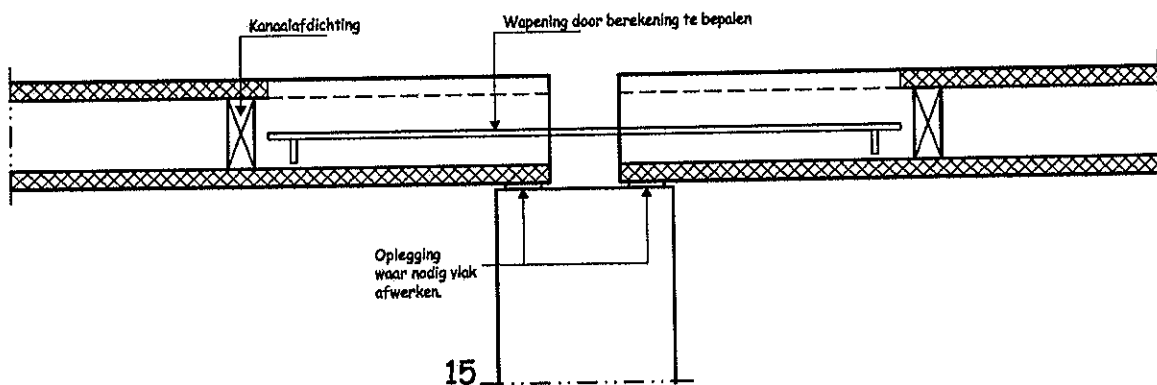 Kanaalafdichting
Wapening door berekening te bepalen
Oplegging
waar nodig vlak
afwerken.
15